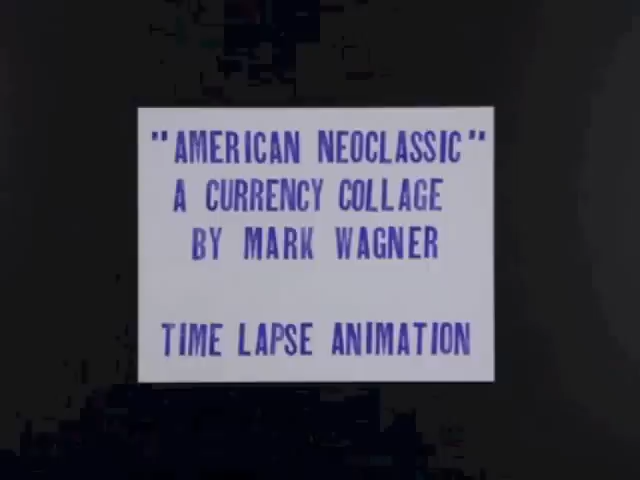 "AMERICAN NEOCLASSIC"
A CURRENCY COLLAGE
BY MARK WAGNER
TIME LAPSE ANIMATION